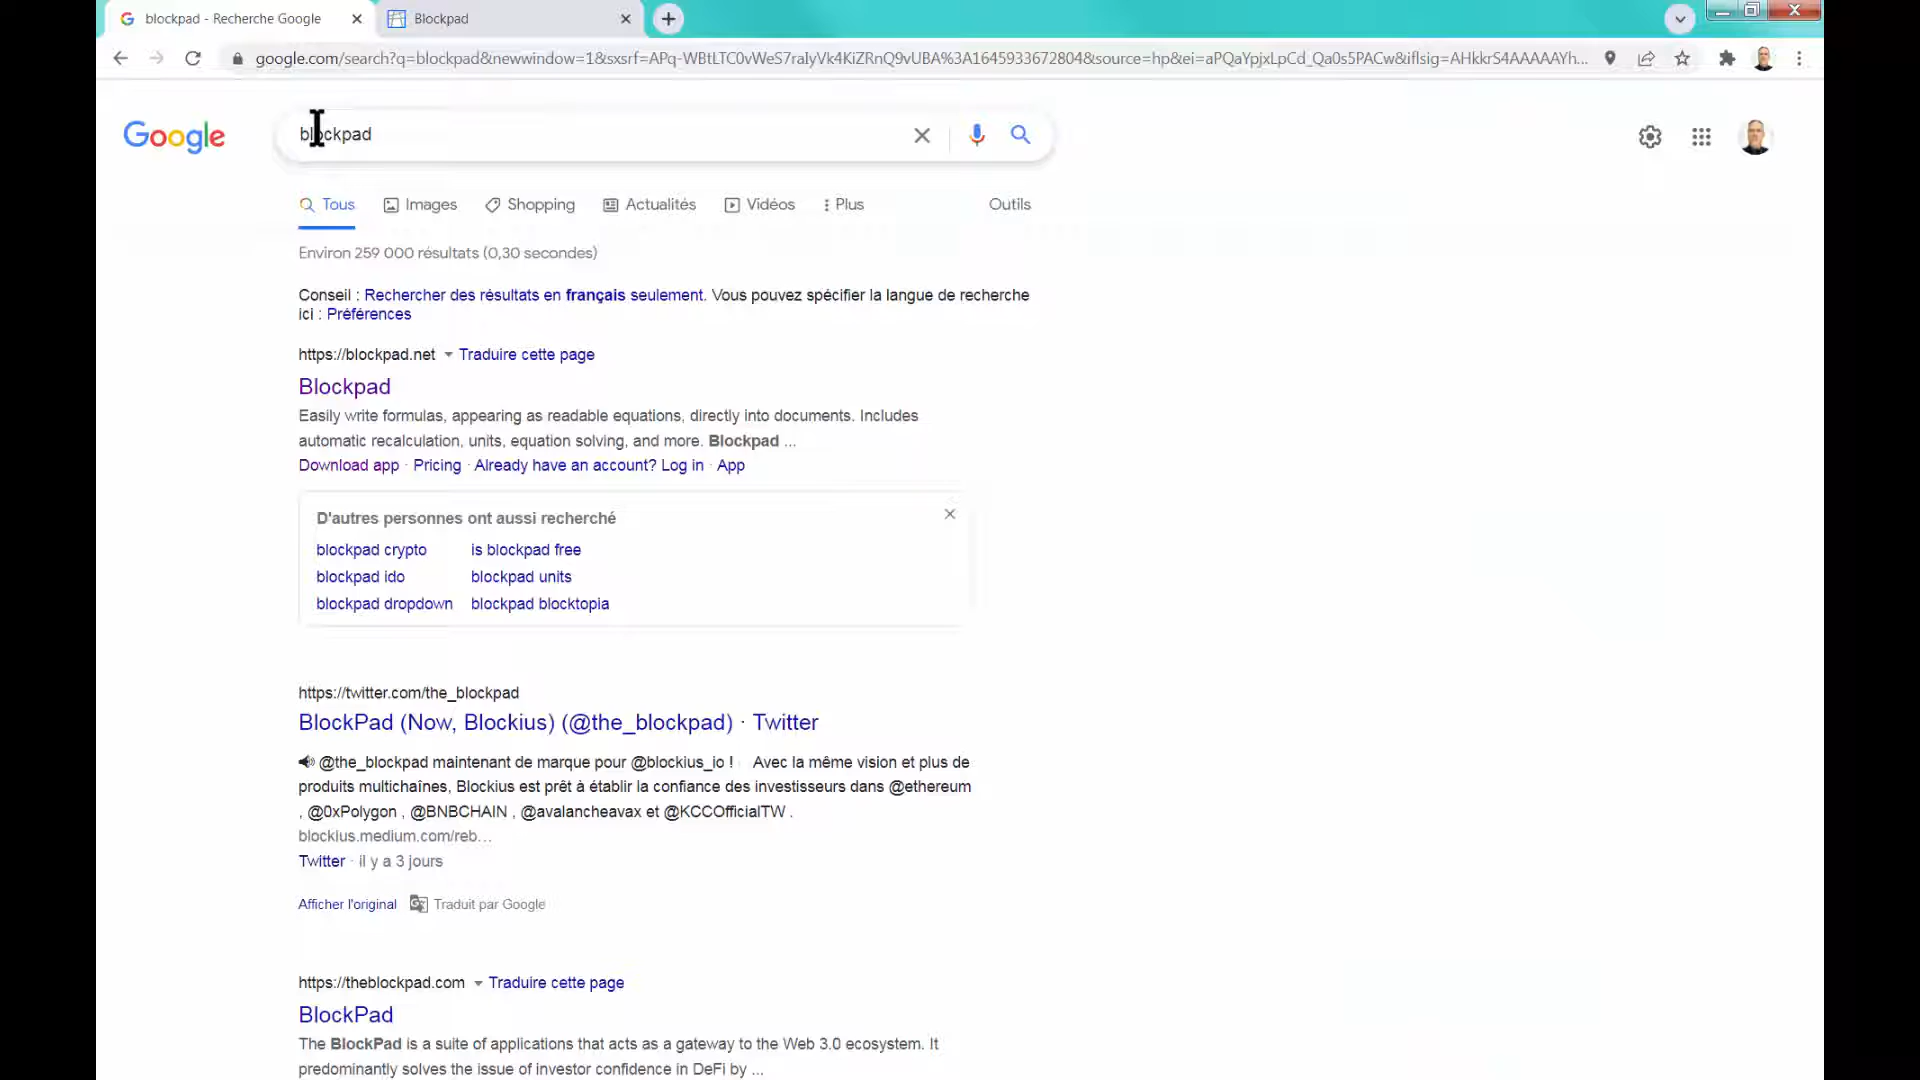 blockpad - Recherche Google
Blockpad
google.com/search?q=blockpad&newwindow=1&sxsrf=APq-WBtLTC0vWeS7raIyVk4KiZRnQ9vUBA%3A1645933672804&source=hp&ei=aPQaYpjxLpCd_Qa0s5PACw&iflsig=AHkkrS4AAAAAYh...
Google
blockpad
Tous
Images
Shopping
Actualités
Vidéos
Plus
Outils
Environ 259 000 résultats (0,30 secondes)
Conseil : Rechercher des résultats en français seulement. Vous pouvez spécifier la langue de recherche
ici : Préférences
https://blockpad.net Traduire cette page
Blockpad
Easily write formulas, appearing as readable equations, directly into documents. Includes
automatic recalculation, units, equation solving, and more. Blockpad ...
Download app · Pricing · Already have an account? Log in · App
D'autres personnes ont aussi recherché
blockpad crypto is blockpad free
blockpad ido blockpad units
blockpad dropdown blockpad blocktopia
https://twitter.com/the_blockpad
BlockPad (Now, Blockius) (@the_blockpad) · Twitter
@the_blockpad maintenant de marque pour @blockius_io ! Avec la même vision et plus de
produits multichaînes, Blockius est prêt à établir la confiance des investisseurs dans @ethereum
, @0xPolygon , @BNBCHAIN , @avalancheavax et @KCCOfficialTW .
blockius.medium.com/reb…
Twitter · il y a 3 jours
Afficher l'original Traduit par Google
https://theblockpad.com Traduire cette page
BlockPad
The BlockPad is a suite of applications that acts as a gateway to the Web 3.0 ecosystem. It
predominantly solves the issue of investor confidence in DeFi by ...